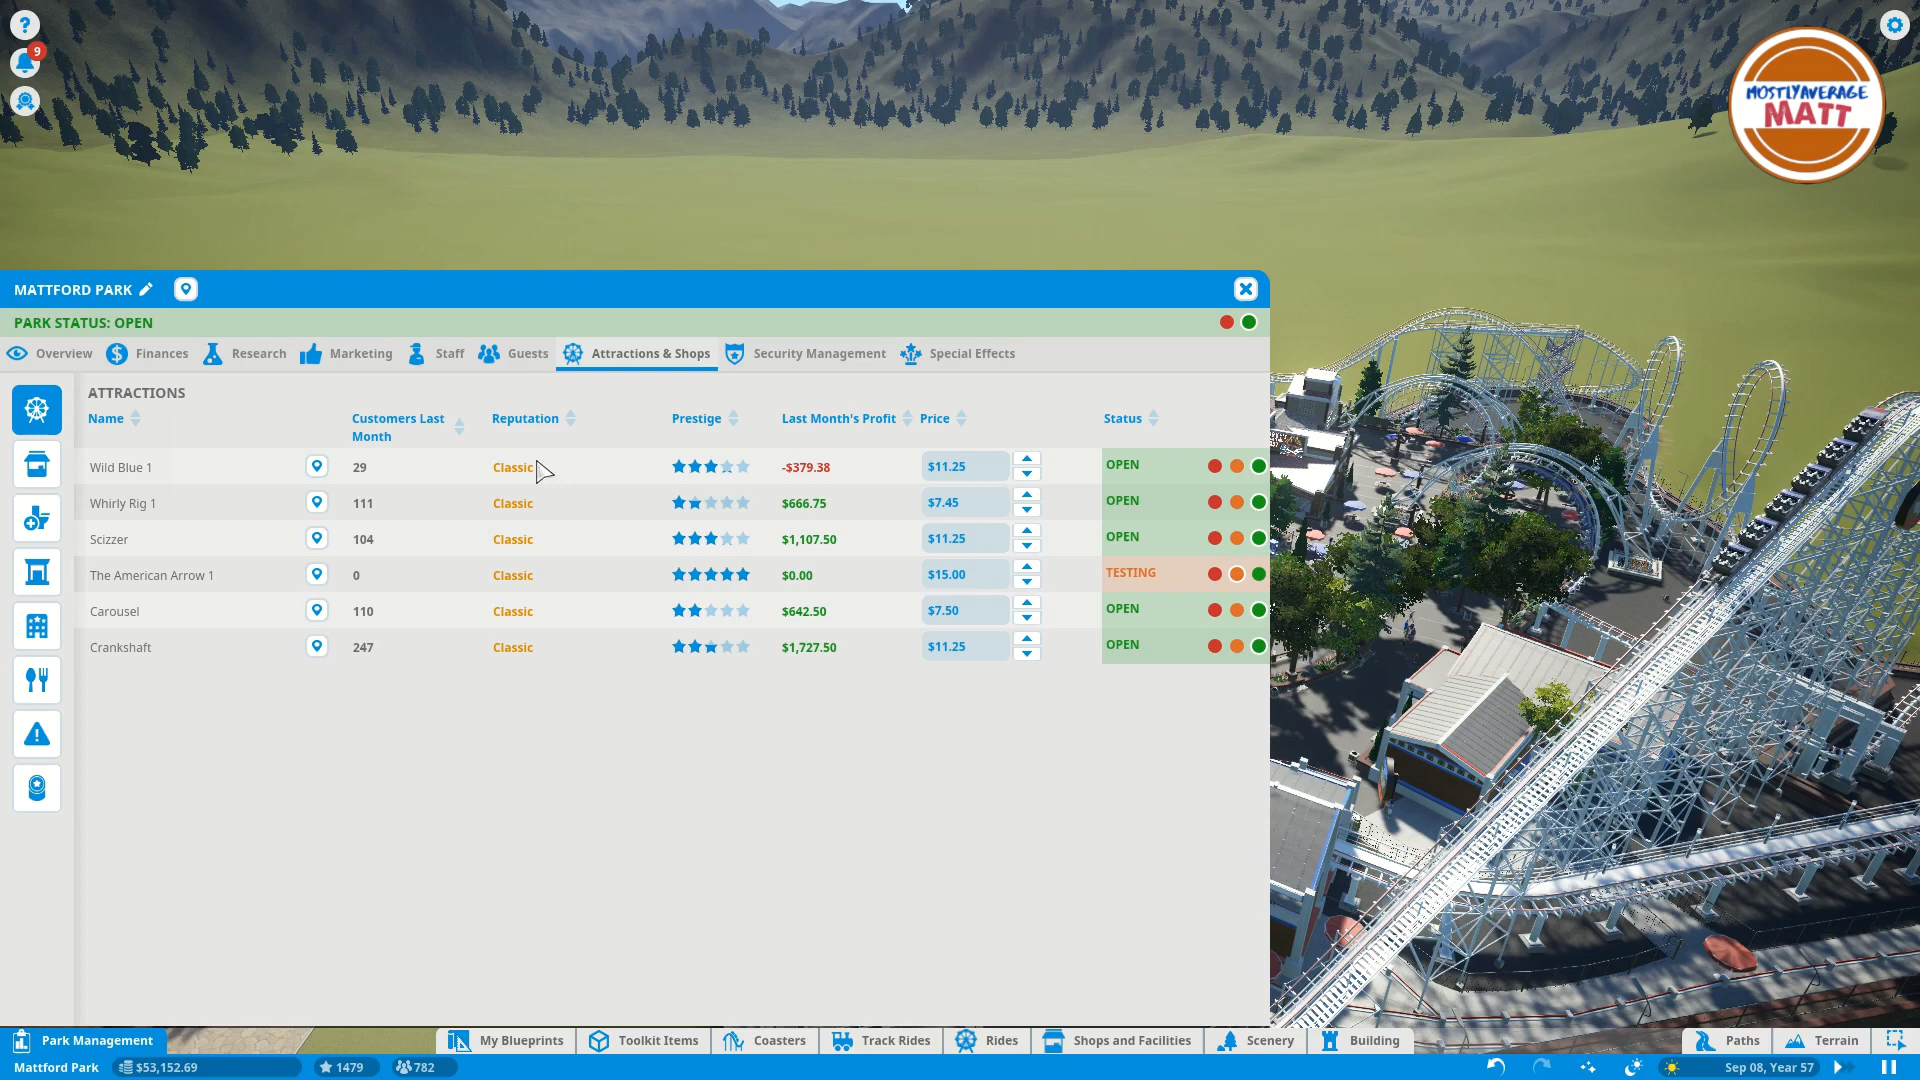 9
MOSTLYAVERAGE
MATT
MATTFORD PARK
PARK STATUS: OPEN
Overview Finances Research Marketing Staff Guests Attractions & Shops Security Management Special Effects
ATTRACTIONS
Name Customers Last Month Reputation Prestige Last Month's Profit Price Status
Wild Blue 1 29 Classic -$379.38 $11.25 OPEN
Whirly Rig 1 111 Classic $666.75 $7.45 OPEN
Scizzer 104 Classic $1,107.50 $11.25 OPEN
The American Arrow 1 0 Classic $0.00 $15.00 TESTING
Carousel 110 Classic $642.50 $7.50 OPEN
Crankshaft 247 Classic $1,727.50 $11.25 OPEN
Park Management My Blueprints Toolkit Items Coasters Track Rides Rides Shops and Facilities Scenery Building Paths Terrain
Mattford Park $53,152.69 1479 782 Sep 08, Year 57